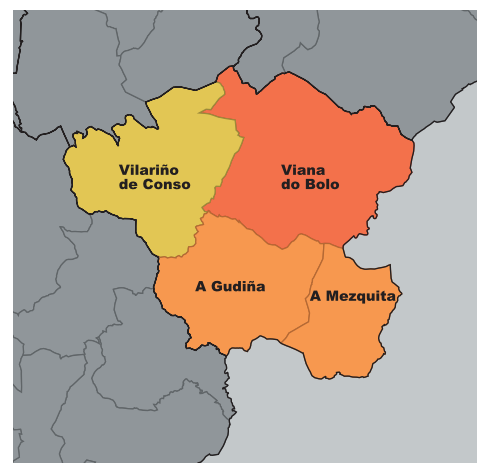 Vilariño
de Conso
Viana
do Bolo
A Gudiña
A Mezquita